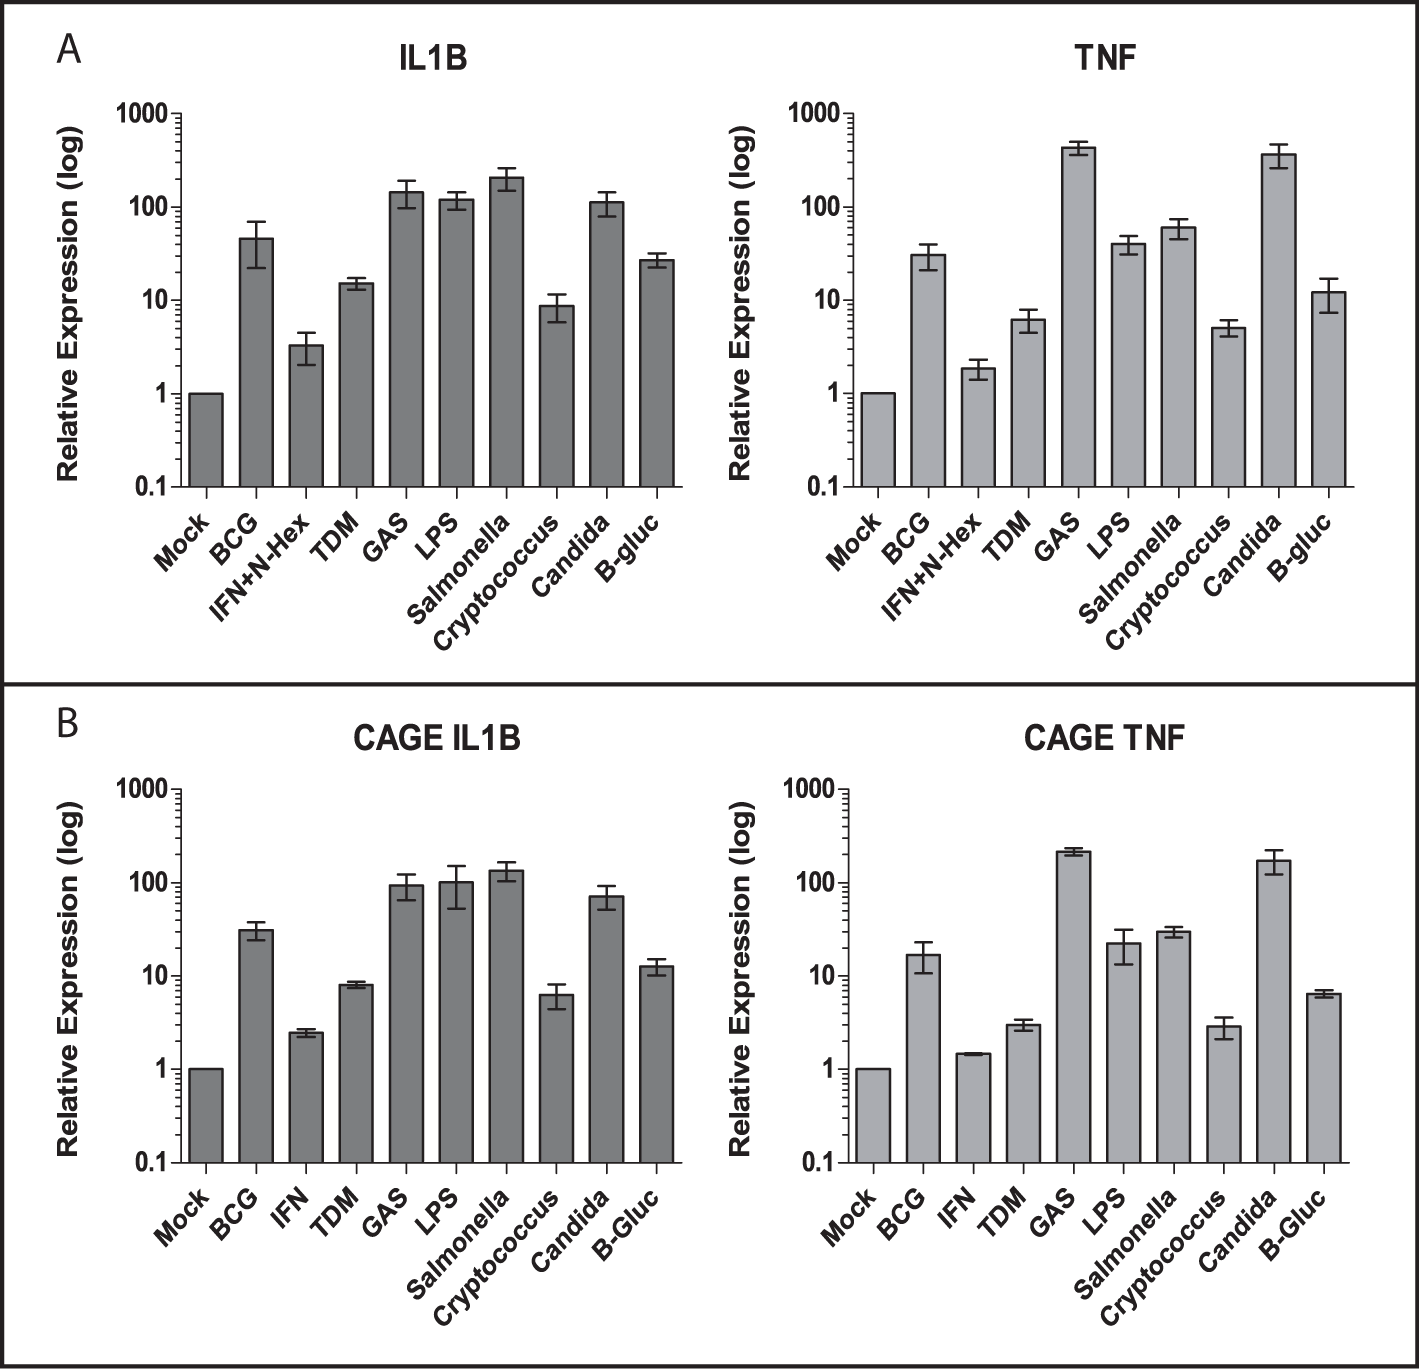 A
IL1B
TNF
Relative Expression (log)
1000
100
10
1
0.1
Mock
BCG
IFN+N-Hex
TDM
GAS
LPS
Salmonella
Cryptococcus
Candida
B-gluc
Relative Expression (log)
1000
100
10
1
0.1
Mock
BCG
IFN+N-Hex
TDM
GAS
LPS
Salmonella
Cryptococcus
Candida
B-gluc
B
CAGE IL1B
CAGE TNF
Relative Expression (log)
1000
100
10
1
0.1
Mock
BCG
IFN
TDM
GAS
LPS
Salmonella
Cryptococcus
Candida
B-Gluc
Relative Expression (log)
1000
100
10
1
0.1
Mock
BCG
IFN
TDM
GAS
LPS
Salmonella
Cryptococcus
Candida
B-Gluc